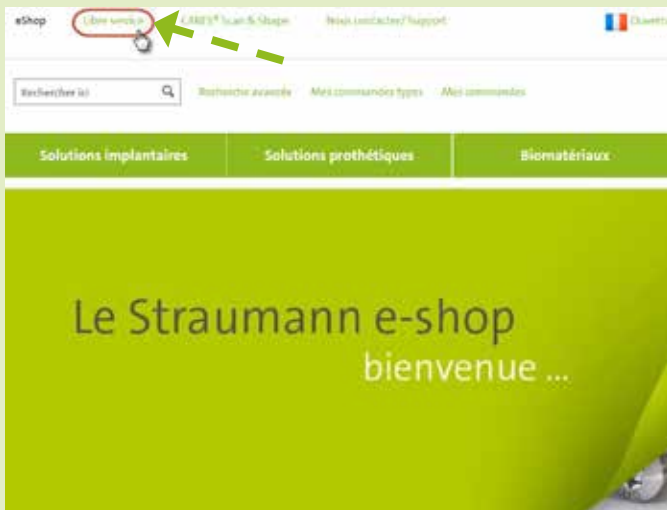 eShop Libre service CARES® Scan & Shape Nous contacter/ Support
Rechercher ici Recherche avancée Mes commandes types Mes commandes
Solutions implantaires Solutions prothétiques Biomatériaux
Le Straumann e-shop
bienvenue ...